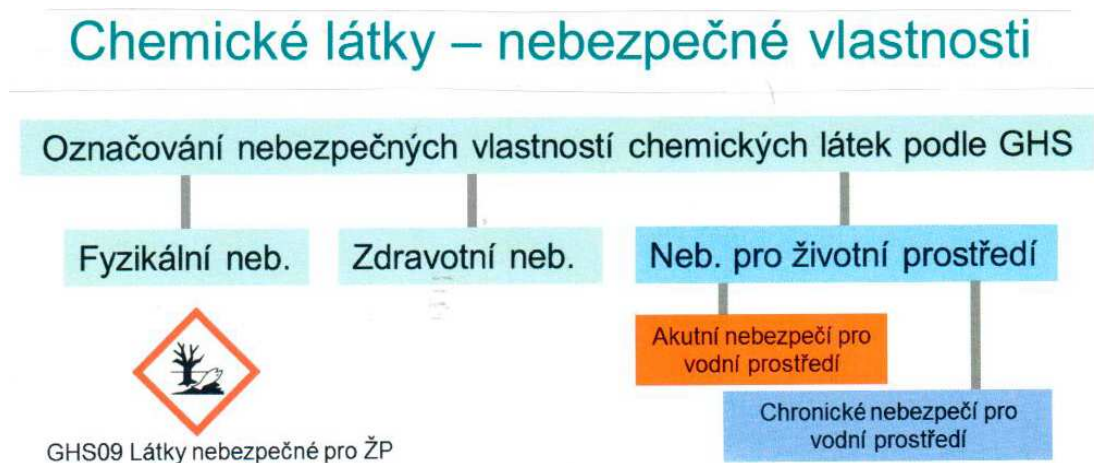 Chemické látky – nebezpečné vlastnosti
Označování nebezpečných vlastností chemických látek podle GHS
Fyzikální neb.
Zdravotní neb.
Neb. pro životní prostředí
Akutní nebezpečí pro
vodní prostředí
Chronické nebezpečí pro
vodní prostředí
GHS09 Látky nebezpečné pro ŽP